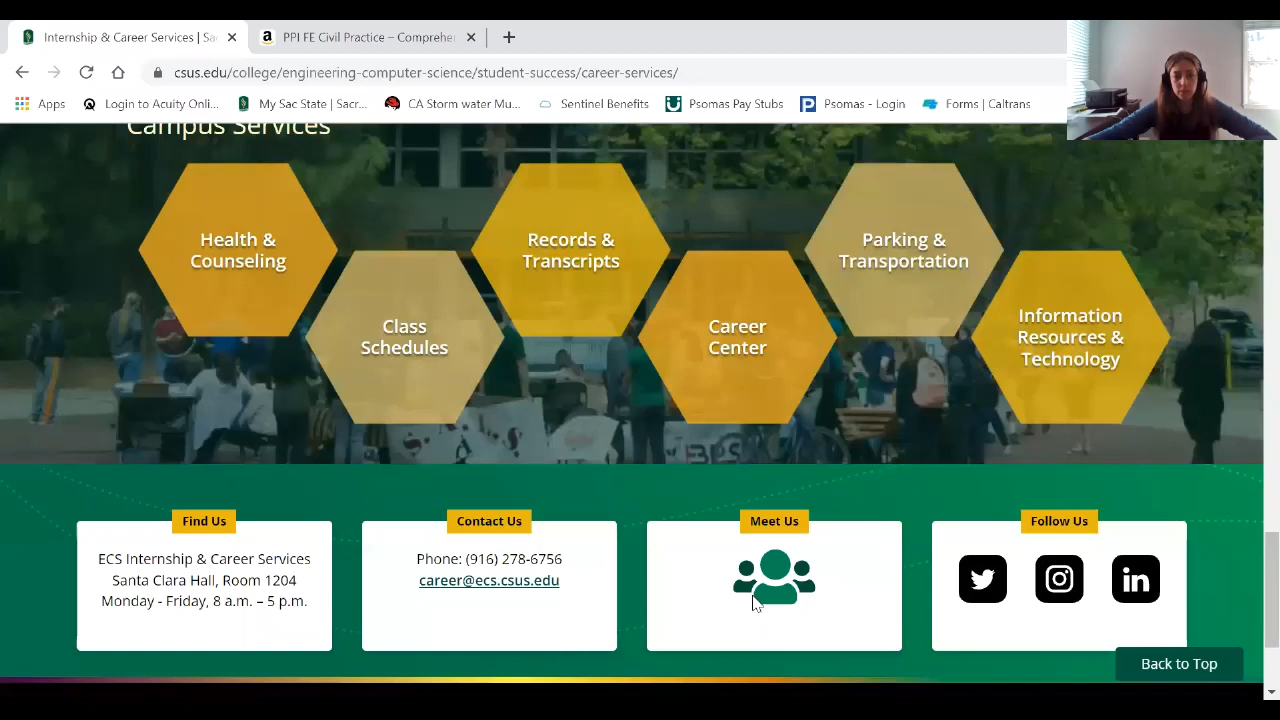 Internship & Career Services | Sa
PPI FE Civil Practice – Comprehe
csus.edu/college/engineering-computer-science/student-success/career-services/
Apps
Login to Acuity Onli...
My Sac State | Sacr...
CA Stormwater Mu...
Sentinel Benefits
Psomas Pay Stubs
Psomas - Login
Forms | Caltrans
Campus Services
Health &
Counseling
Class
Schedules
Records &
Transcripts
Career
Center
Parking &
Transportation
Information
Resources &
Technology
Find Us
ECS Internship & Career Services
Santa Clara Hall, Room 1204
Monday - Friday, 8 a.m. – 5 p.m.
Contact Us
Phone: (916) 278-6756
career@ecs.csus.edu
Meet Us
Follow Us
in
Back to Top